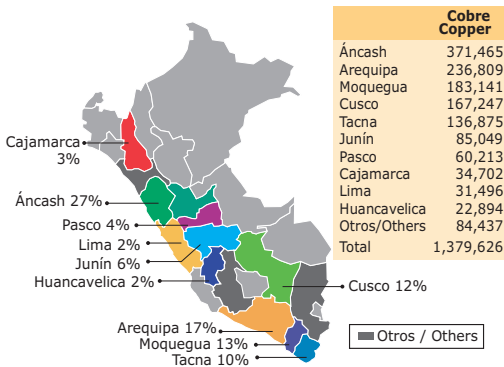 Cobre
Copper
Áncash 371,465
Arequipa 236,809
Moquegua 183,141
Cusco 167,247
Tacna 136,875
Junín 85,049
Pasco 60,213
Cajamarca 34,702
Lima 31,496
Huancavelica 22,894
Otros/Others 84,437
Total 1,379,626
Cajamarca
3%
Áncash 27%
Pasco 4%
Lima 2%
Junín 6%
Huancavelica 2%
Cusco 12%
Arequipa 17%
Moquegua 13%
Tacna 10%
Otros / Others